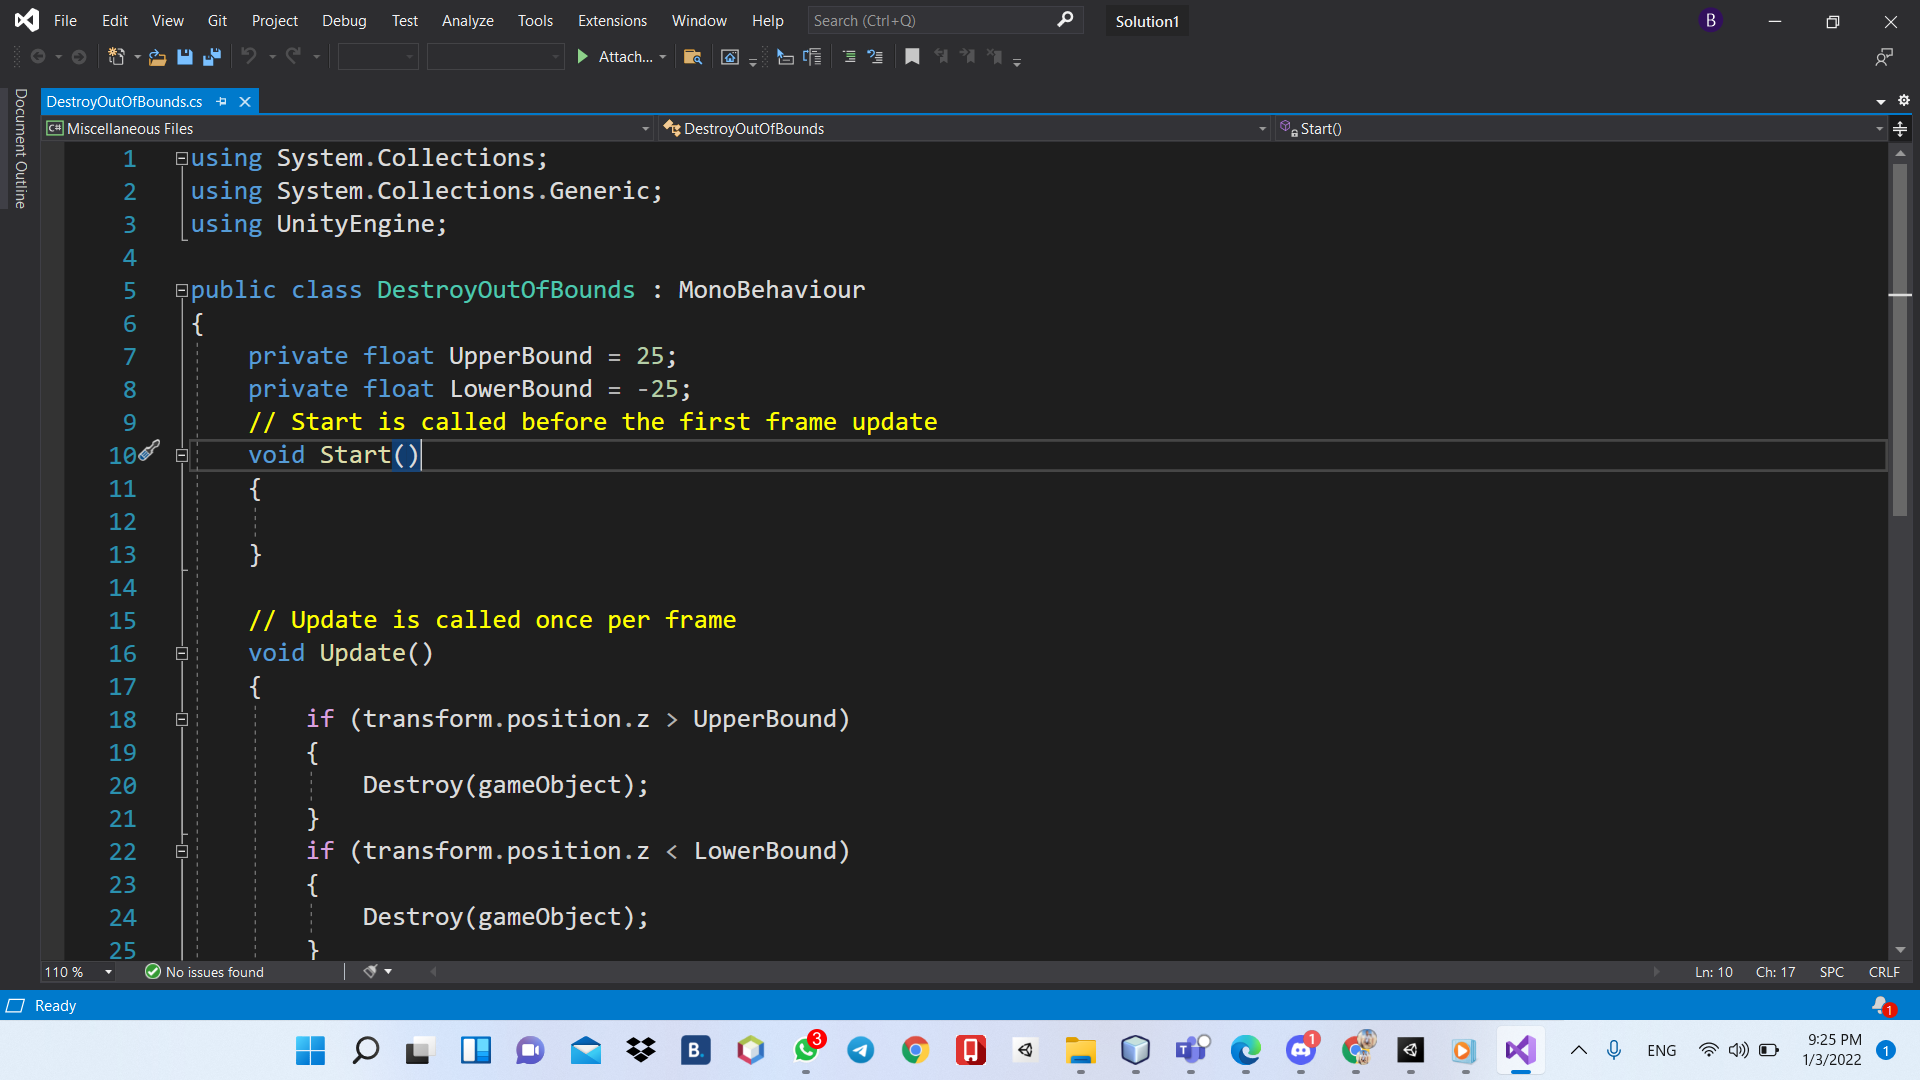 File Edit View Git Project Debug Test Analyze Tools Extensions Window Help Search (Ctrl+Q) Solution1 B
Attach...
Document Outline
DestroyOutOfBounds.cs
C# Miscellaneous Files DestroyOutOfBounds Start()
1 using System.Collections;
2 using System.Collections.Generic;
3 using UnityEngine;
4
5 public class DestroyOutOfBounds : MonoBehaviour
6 {
7 private float UpperBound = 25;
8 private float LowerBound = -25;
9 // Start is called before the first frame update
10 void Start()
11 {
12
13 }
14
15 // Update is called once per frame
16 void Update()
17 {
18 if (transform.position.z > UpperBound)
19 {
20 Destroy(gameObject);
21 }
22 if (transform.position.z < LowerBound)
23 {
24 Destroy(gameObject);
25 }
110 % No issues found Ln: 10 Ch: 17 SPC CRLF
Ready 1
B. 3 1 ENG 9:25 PM 1
1/3/2022